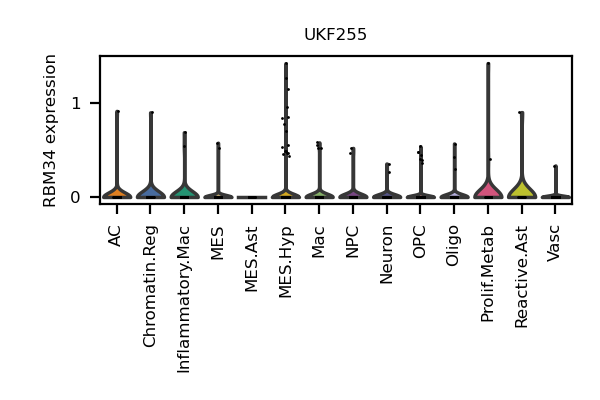 UKF255
RBM34 expression
1
0
AC
Chromatin.Reg
Inflammatory.Mac
MES
MES.Ast
MES.Hyp
Mac
NPC
Neuron
OPC
Oligo
Prolif.Metab
Reactive.Ast
Vasc